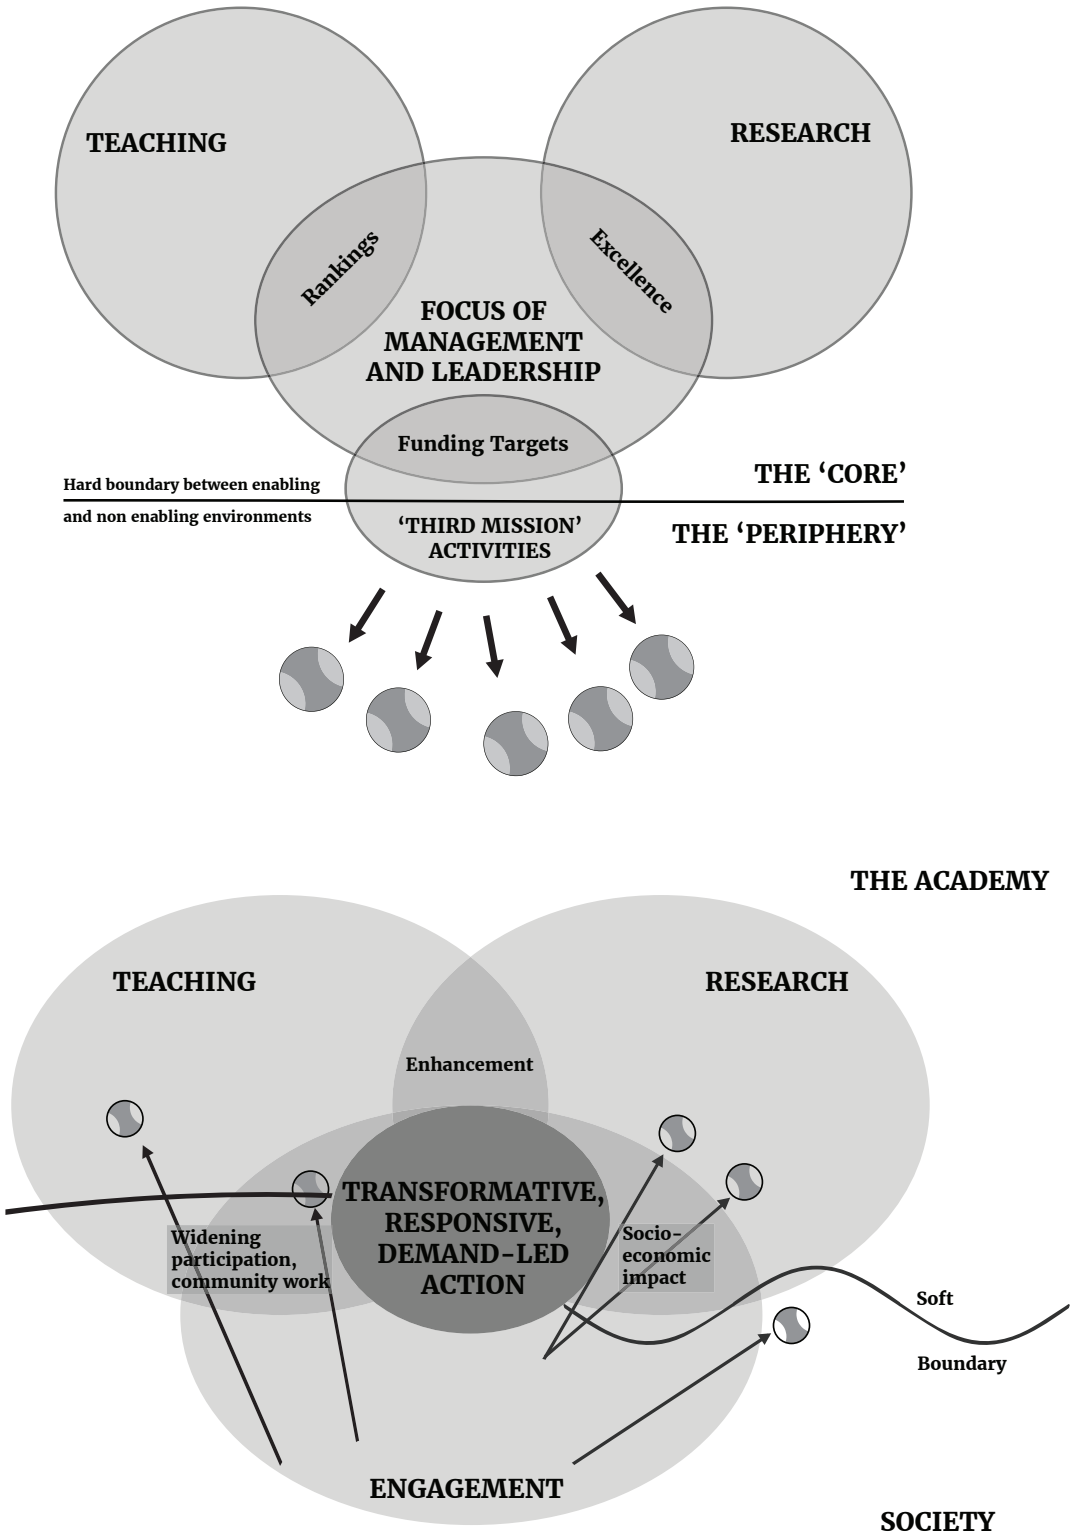 TEACHING
RESEARCH
Rankings
Excellence
FOCUS OF
MANAGEMENT
AND LEADERSHIP
Funding Targets
THE ‘CORE’
Hard boundary between enabling
and non enabling environments
‘THIRD MISSION’
ACTIVITIES
THE ‘PERIPHERY’
THE ACADEMY
TEACHING
RESEARCH
Enhancement
TRANSFORMATIVE,
RESPONSIVE,
DEMAND-LED
ACTION
Widening
participation,
community work
Socio-
economic
impact
Soft
Boundary
ENGAGEMENT
SOCIETY